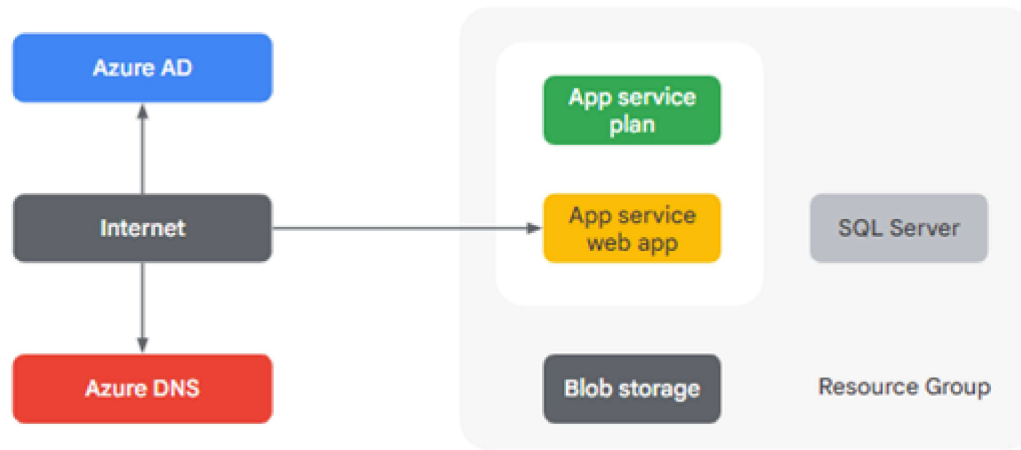 Azure AD
App service
plan
Internet
App service
web app
SQL Server
Azure DNS
Blob storage
Resource Group